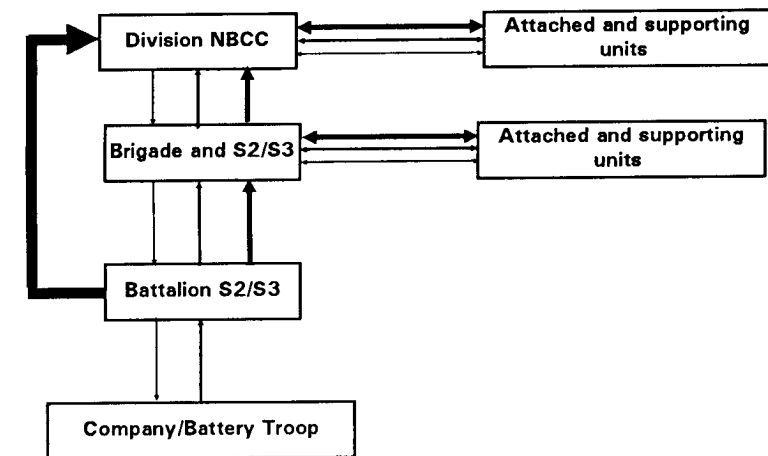 Division NBCC
Attached and supporting
units
Brigade and S2/S3
Attached and supporting
units
Battalion S2/S3
Company/Battery Troop